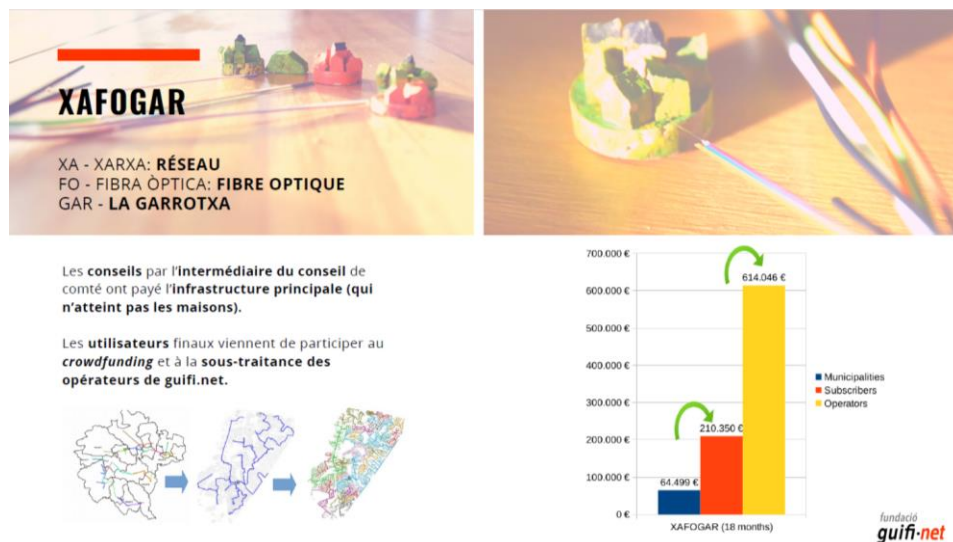 XAFOGAR
XA - XARXA: RÉSEAU
FO - FIBRA ÒPTICA: FIBRE OPTIQUE
GAR - LA GARROTXA
Les conseils par l'intermédiaire du conseil de
comté ont payé l'infrastructure principale (qui
n'atteint pas les maisons).
Les utilisateurs finaux viennent de participer au
crowdfunding et à la sous-traitance des
opérateurs de guifi.net.
700.000 €
600.000 €
500.000 €
400.000 €
300.000 €
200.000 €
100.000 €
0 €
64.499 €
210.350 €
614.046 €
XAFOGAR (18 months)
Municipalities
Subscribers
Operators
fundació
guifi·net